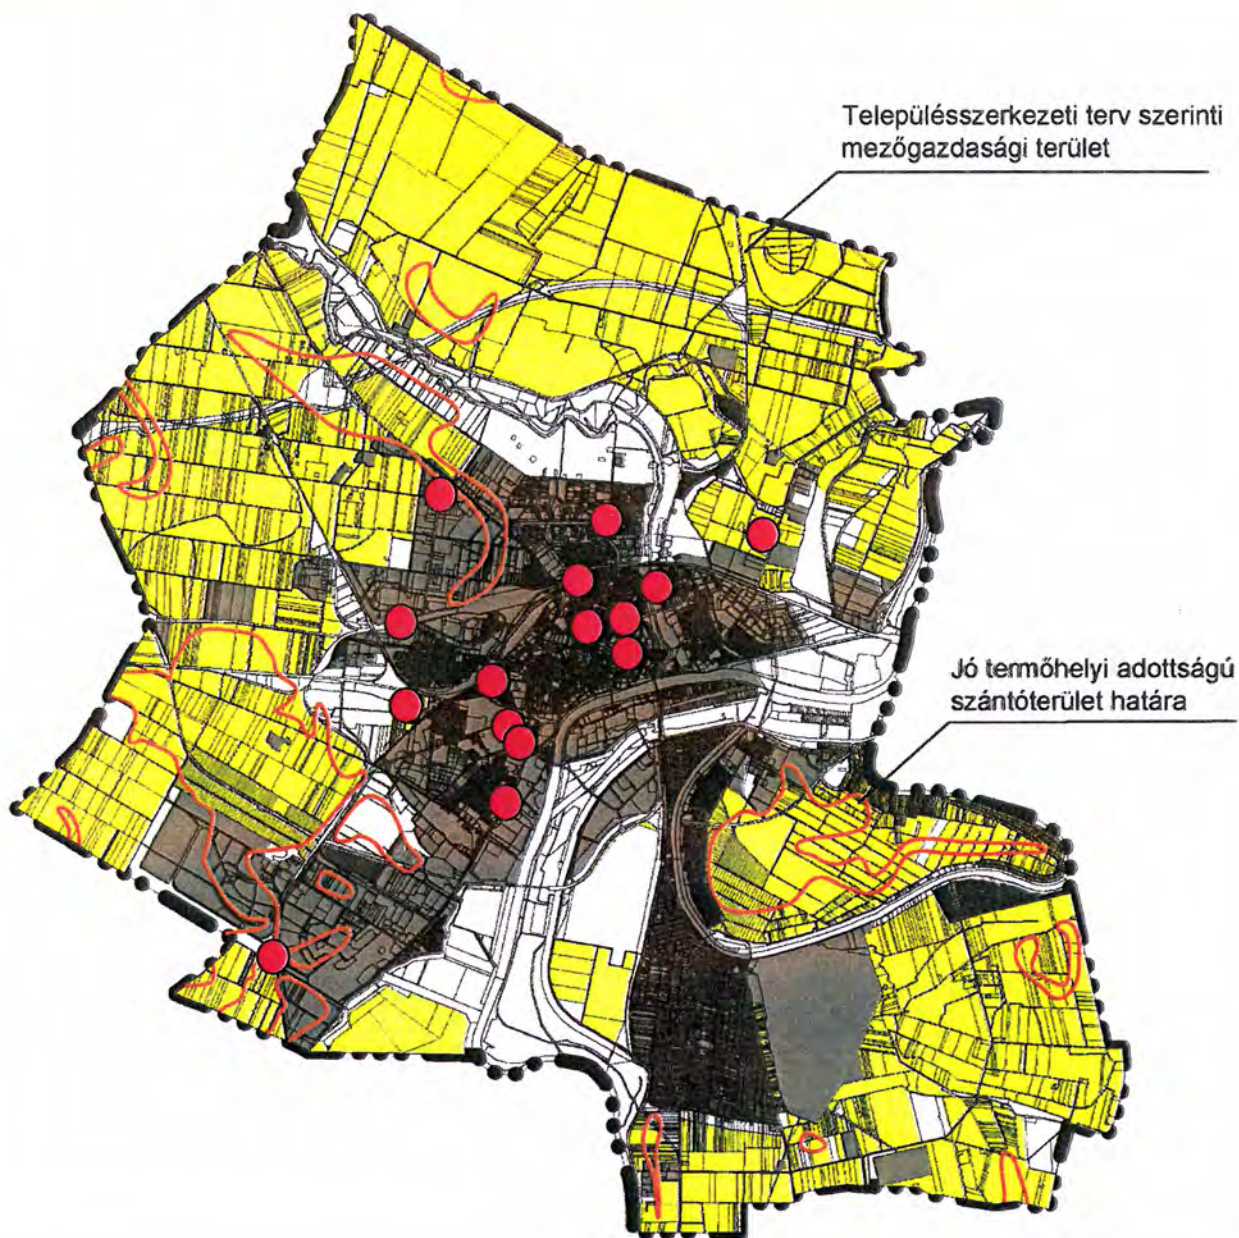 Településszerkezeti terv szerinti
mezőgazdasági terület
Jó termőhelyi adottságú
szántóterület határa